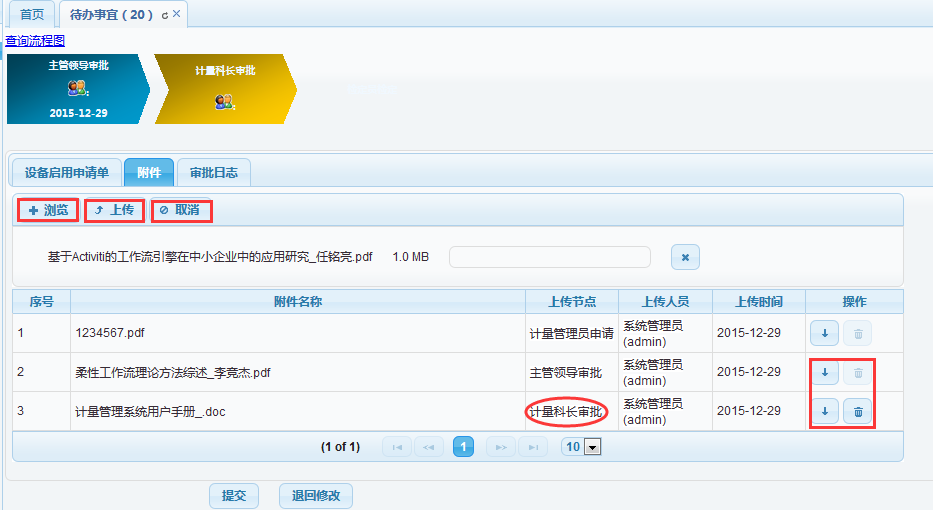 首页 待办事宜（20）
查询流程图
主管领导审批 计量科长审批
2015-12-29
设备启用申请单 附件 审批日志
浏览 上传 取消
基于Activiti的工作流引擎在中小企业中的应用研究_任铭亮.pdf 1.0 MB
序号 附件名称 上传节点 上传人员 上传时间 操作
1 1234567.pdf 计量管理员申请 系统管理员(admin) 2015-12-29
2 柔性工作流理论方法综述_李竞杰.pdf 主管领导审批 系统管理员(admin) 2015-12-29
3 计量管理系统用户手册_.doc 计量科长审批 系统管理员(admin) 2015-12-29
(1 of 1) 1 10
提交 退回修改